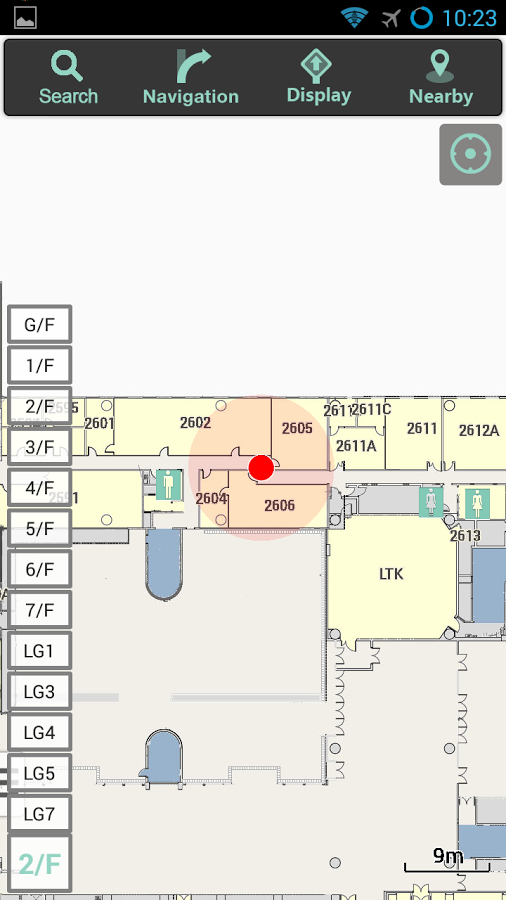 10:23
Search Navigation Display Nearby
G/F
1/F
2/F
3/F
4/F
5/F
6/F
7/F
LG1
LG3
LG4
LG5
LG7
2/F
2595
2601
2602
2605
2611C
2611A
2611
2612A
2591
2604
2606
2613
LTK
9m